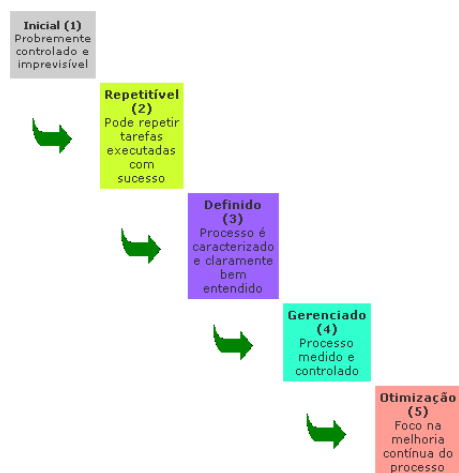 Inicial (1)
Probremente
controlado e
imprevisível
Repetitível
(2)
Pode repetir
tarefas
executadas
com
sucesso
Definido
(3)
Processo é
caracterizado
e claramente
bem
entendido
Gerenciado
(4)
Processo
medido e
controlado
Otimização
(5)
Foco na
melhoria
contínua do
processo